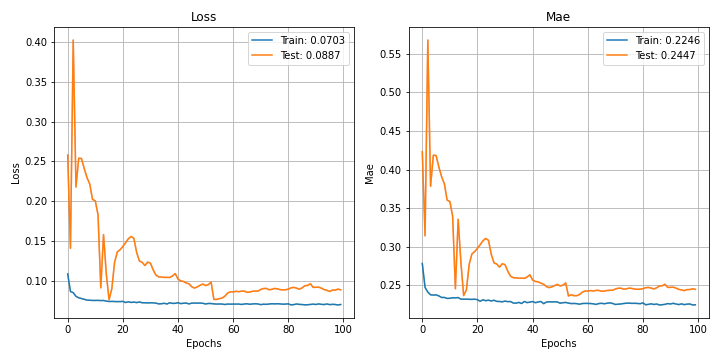 Loss
Train: 0.0703
Test: 0.0887
0.40
0.35
0.30
0.25
0.20
0.15
0.10
Loss
0 20 40 60 80 100
Epochs
Mae
Train: 0.2246
Test: 0.2447
0.55
0.50
0.45
0.40
0.35
0.30
0.25
Mae
0 20 40 60 80 100
Epochs